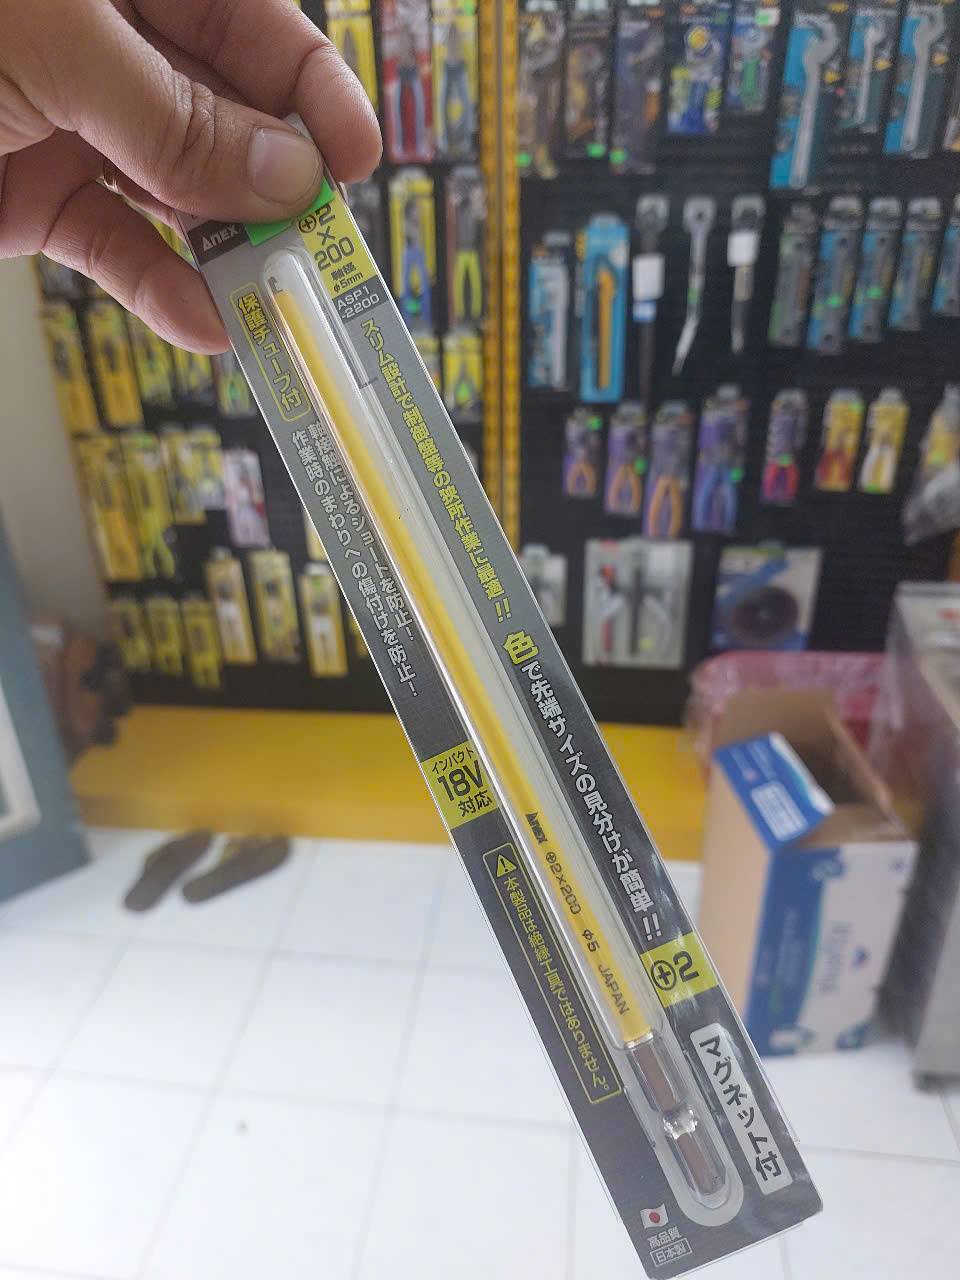 ANEX
⊕2×200
軸径
φ5mm
ASP1
-2200
保護チューブ付
スリム設計で制御盤等の狭所作業に最適!!
軸接触によるショートを防止!
作業時のまわりへの傷付けを防止!
色で先端サイズの見分けが簡単!!
インパクト
18V
対応
ANEX ⊕2×200 φ5 JAPAN
⚠本製品は絶縁工具ではありません。
⊕2
マグネット付
高品質
日本製